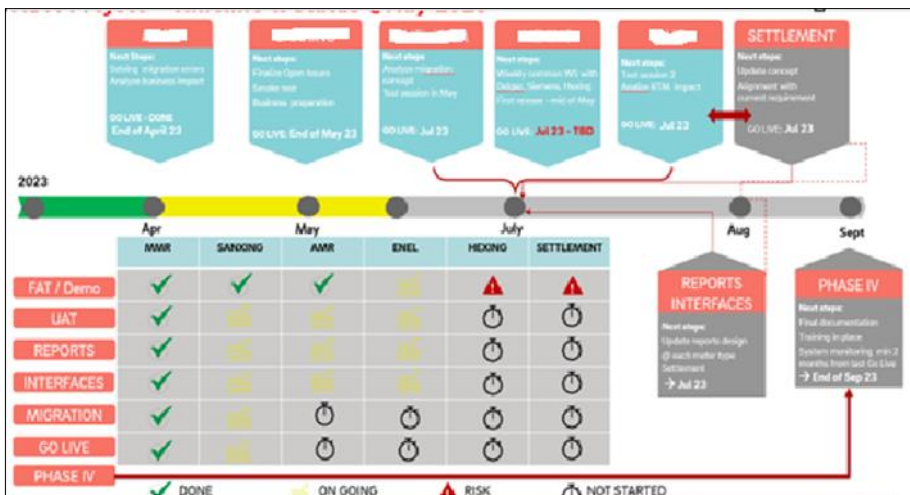 SETTLEMENT
Next Steps:
Solving migration errors
Analyze business impact
GO LIVE - DONE
End of April 23
Next steps:
Finalize Open Issues
Smoke test
Business preparation
GO LIVE: End of May 23
Next steps:
Analyze migration
concept
Test session in May
GO LIVE: Jul 23
Next steps:
Weekly common WS with
Siemens, Hexing
First release - mid of May
GO LIVE: Jul 23 - TBD
Next steps:
Test session 2
impact
GO LIVE: Jul 23
Next steps:
Update concept
Alignment with
current requirement
GO LIVE: Jul 23
2023:
Apr May July Aug Sept
MWR SANXING AMR ENEL HEXING SETTLEMENT
FAT / Demo
UAT
REPORTS
INTERFACES
MIGRATION
GO LIVE
PHASE IV
REPORTS
INTERFACES
Next steps:
Update reports design
@ each meter type
Settlement
→ Jul 23
PHASE IV
Next steps:
Final documentation
Training in place
System monitoring min 2
months from last Go Live
→ End of Sep 23
DONE ON GOING RISK NOT STARTED